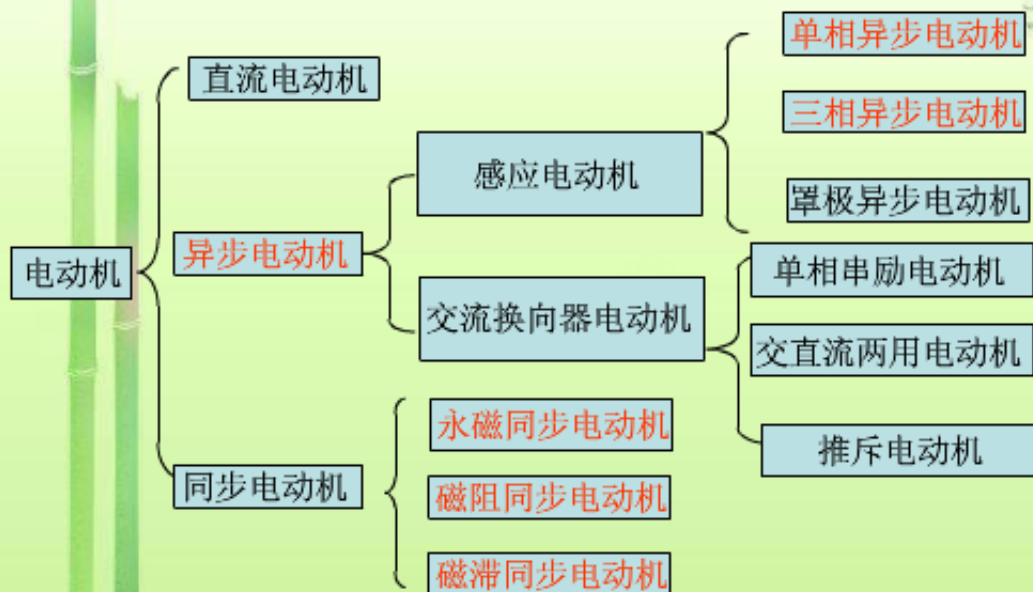 电动机
直流电动机
异步电动机
感应电动机
单相异步电动机
三相异步电动机
罩极异步电动机
交流换向器电动机
单相串励电动机
交直流两用电动机
推斥电动机
同步电动机
永磁同步电动机
磁阻同步电动机
磁滞同步电动机